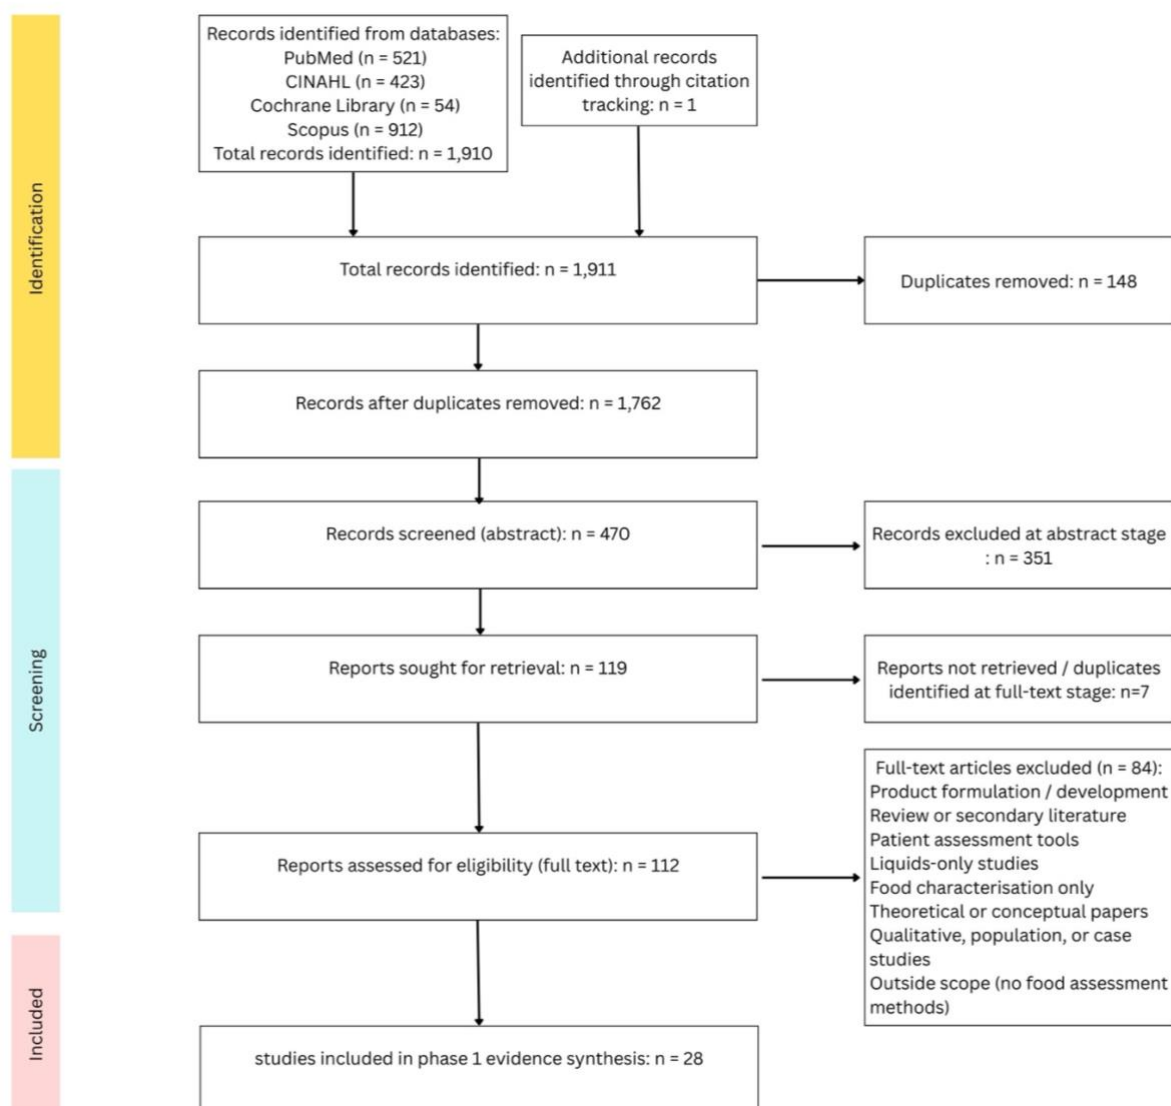 Identification
Records identified from databases:
PubMed (n = 521)
CINAHL (n = 423)
Cochrane Library (n = 54)
Scopus (n = 912)
Total records identified: n = 1,910
Additional records
identified through citation
tracking: n = 1
Total records identified: n = 1,911
Duplicates removed: n = 148
Records after duplicates removed: n = 1,762
Screening
Records screened (abstract): n = 470
Records excluded at abstract stage
: n = 351
Reports sought for retrieval: n = 119
Reports not retrieved / duplicates
identified at full-text stage: n=7
Reports assessed for eligibility (full text): n = 112
Full-text articles excluded (n = 84):
Product formulation / development
Review or secondary literature
Patient assessment tools
Liquids-only studies
Food characterisation only
Theoretical or conceptual papers
Qualitative, population, or case
studies
Outside scope (no food assessment
methods)
Included
studies included in phase 1 evidence synthesis: n = 28